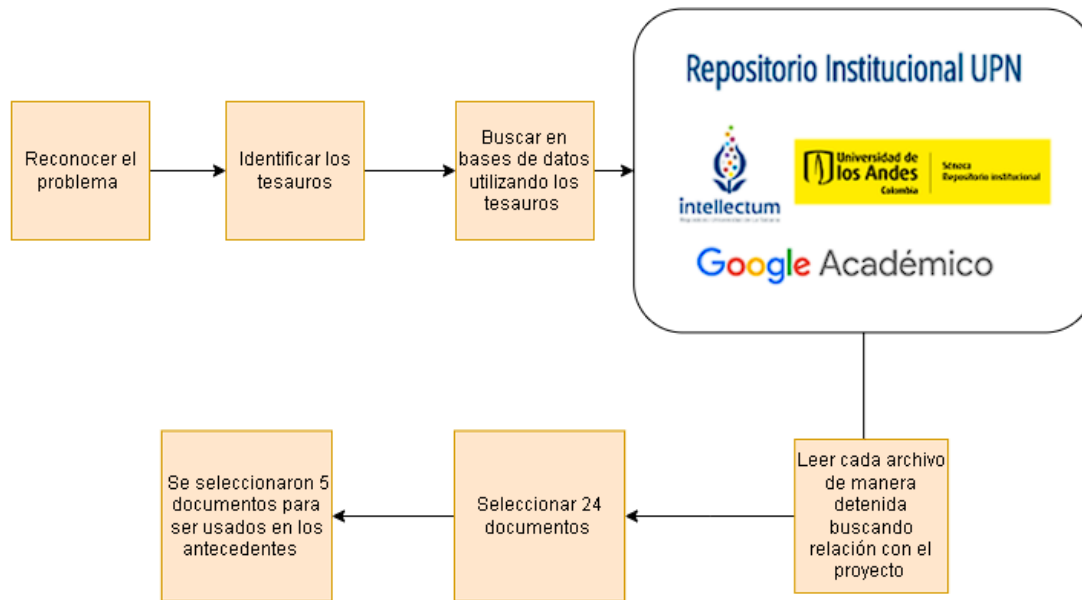 Reconocer el
problema
Identificar los
tesauros
Buscar en
bases de datos
utilizando los
tesauros
Repositorio Institucional UPN
intellectum
Universidad de
los Andes
Colombia
Séneca
Repositorio institucional
Google Académico
Leer cada archivo
de manera
detenida
buscando
relación con el
proyecto
Seleccionar 24
documentos
Se seleccionaron 5
documentos para
ser usados en los
antecedentes